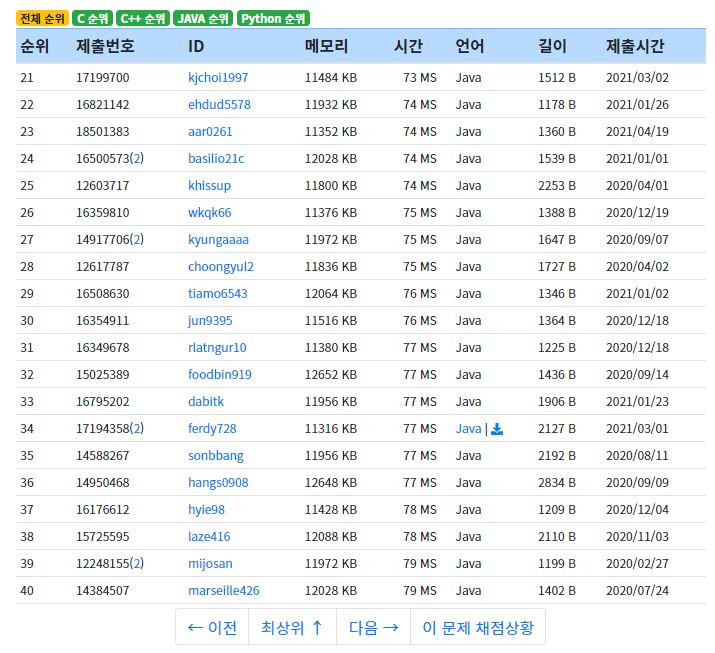 전체 순위 C 순위 C++ 순위 JAVA 순위 Python 순위
순위 제출번호 ID 메모리 시간 언어 길이 제출시간
21 17199700 kjchoi1997 11484 KB 73 MS Java 1512 B 2021/03/02
22 16821142 ehdud5578 11932 KB 74 MS Java 1178 B 2021/01/26
23 18501383 aar0261 11352 KB 74 MS Java 1360 B 2021/04/19
24 16500573(2) basilio21c 12028 KB 74 MS Java 1539 B 2021/01/01
25 12603717 khissup 11800 KB 74 MS Java 2253 B 2020/04/01
26 16359810 wkqk66 11376 KB 75 MS Java 1388 B 2020/12/19
27 14917706(2) kyungaaaa 11972 KB 75 MS Java 1647 B 2020/09/07
28 12617787 choongyul2 11836 KB 75 MS Java 1727 B 2020/04/02
29 16508630 tiamo6543 12064 KB 76 MS Java 1346 B 2021/01/02
30 16354911 jun9395 11516 KB 76 MS Java 1364 B 2020/12/18
31 16349678 rlatngur10 11380 KB 77 MS Java 1225 B 2020/12/18
32 15025389 foodbin919 12652 KB 77 MS Java 1436 B 2020/09/14
33 16795202 dabitk 11956 KB 77 MS Java 1906 B 2021/01/23
34 17194358(2) ferdy728 11316 KB 77 MS Java | 2127 B 2021/03/01
35 14588267 sonbbang 11956 KB 77 MS Java 2192 B 2020/08/11
36 14950468 hangs0908 12648 KB 77 MS Java 2834 B 2020/09/09
37 16176612 hyie98 11428 KB 78 MS Java 1209 B 2020/12/04
38 15725595 laze416 12088 KB 78 MS Java 2110 B 2020/11/03
39 12248155(2) mijosan 11972 KB 79 MS Java 1199 B 2020/02/27
40 14384507 marseille426 12028 KB 79 MS Java 1402 B 2020/07/24
← 이전 최상위 ↑ 다음 → 이 문제 채점상황